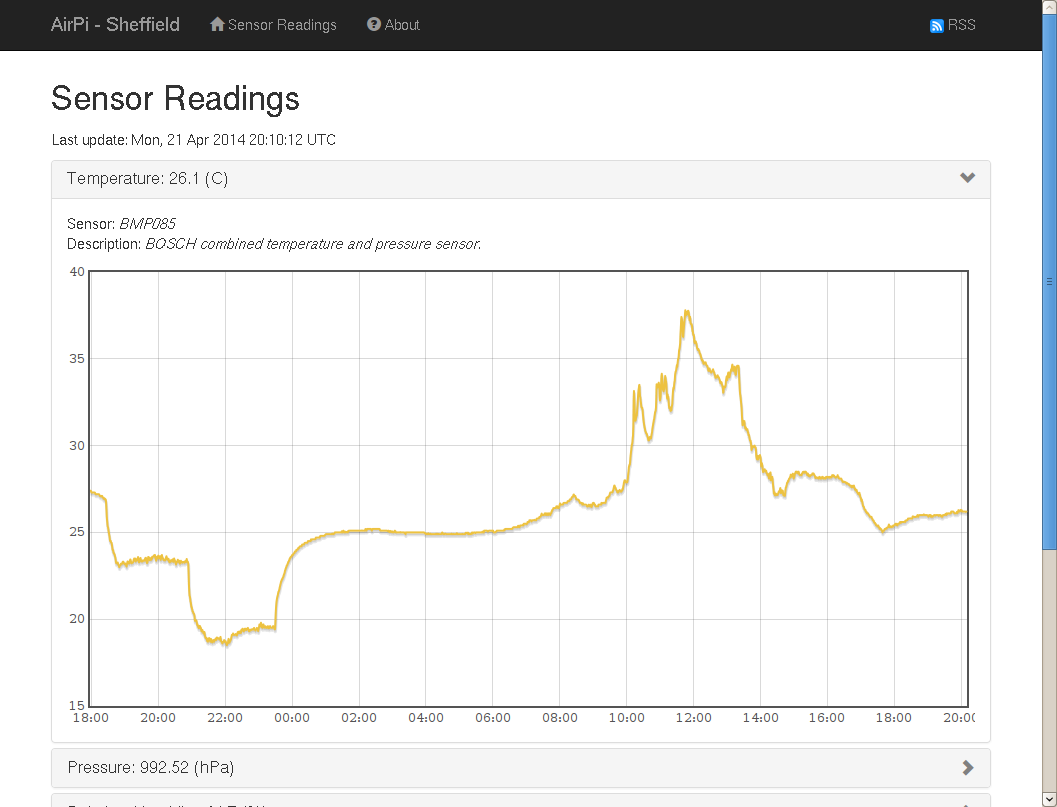 AirPi - Sheffield
Sensor Readings
About
RSS
Sensor Readings
Last update: Mon, 21 Apr 2014 20:10:12 UTC
Temperature: 26.1 (C)
Sensor: BMP085
Description: BOSCH combined temperature and pressure sensor.
40
35
30
25
20
15
18:00 20:00 22:00 00:00 02:00 04:00 06:00 08:00 10:00 12:00 14:00 16:00 18:00 20:00
Pressure: 992.52 (hPa)